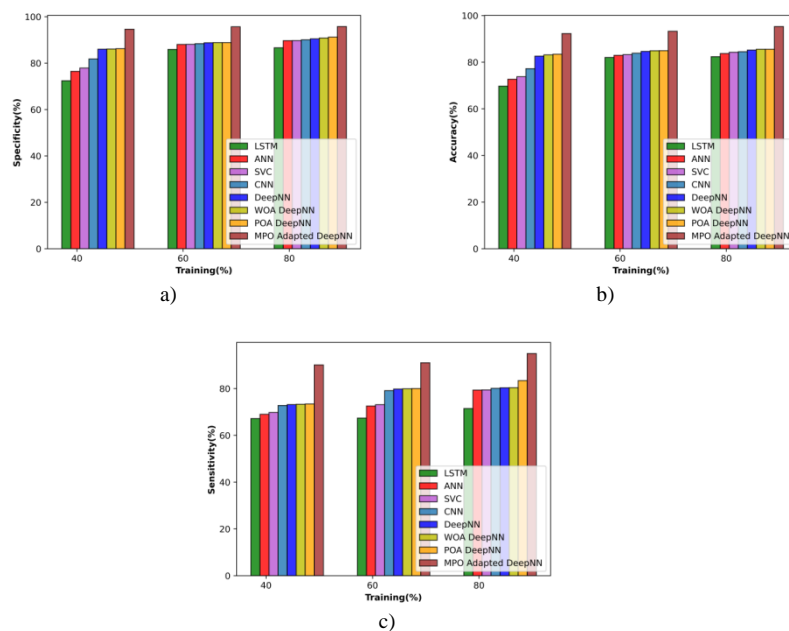 100
80
60
40
20
0
Specificity(%)
LSTM
ANN
SVC
CNN
DeepNN
WOA DeepNN
POA DeepNN
MPO Adapted DeepNN
40 60 80
Training(%)
a)
100
80
60
40
20
0
Accuracy(%)
LSTM
ANN
SVC
CNN
DeepNN
WOA DeepNN
POA DeepNN
MPO Adapted DeepNN
40 60 80
Training(%)
b)
80
60
40
20
0
Sensitivity(%)
LSTM
ANN
SVC
CNN
DeepNN
WOA DeepNN
POA DeepNN
MPO Adapted DeepNN
40 60 80
Training(%)
c)